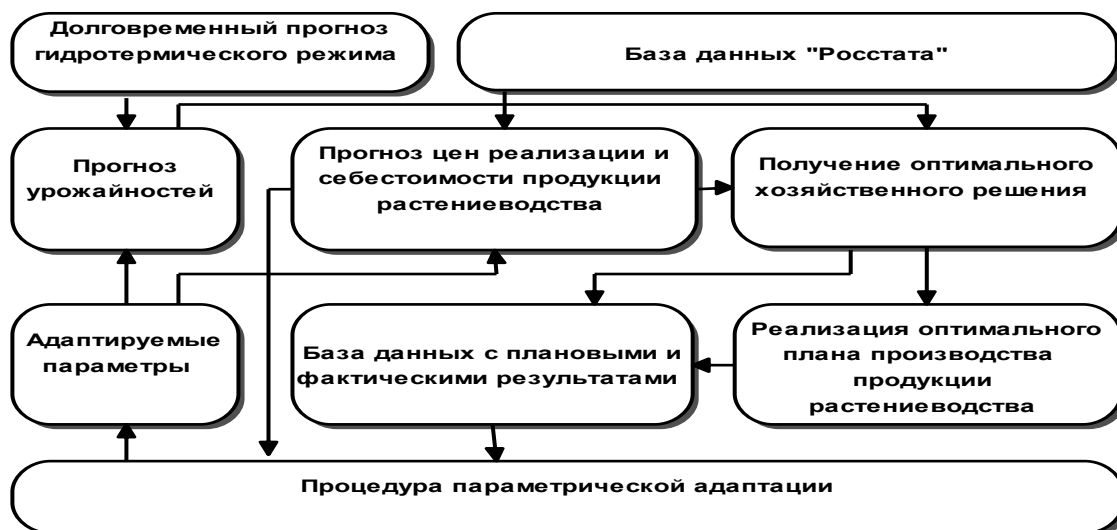 Долговременный прогноз
гидротермического режима
База данных "Росстата"
Прогноз
урожайностей
Прогноз цен реализации и
себестоимости продукции
растениеводства
Получение оптимального
хозяйственного решения
Адаптируемые
параметры
База данных с плановыми и
фактическими результатами
Реализация оптимального
плана производства
продукции
растениеводства
Процедура параметрической адаптации